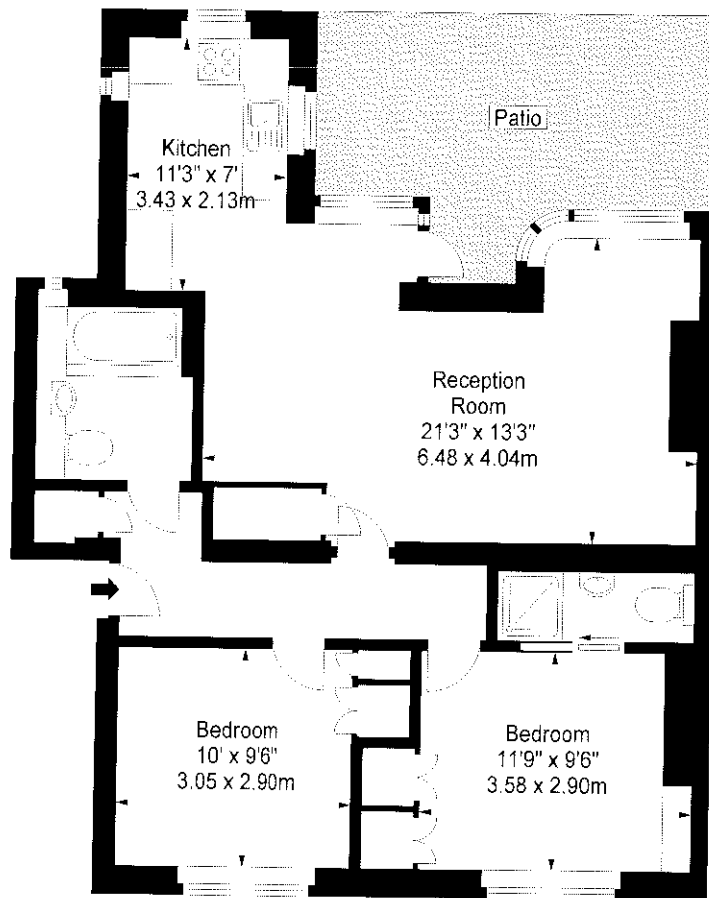 Patio
Kitchen
11'3" x 7'
3.43 x 2.13m
Reception
Room
21'3" x 13'3"
6.48 x 4.04m
Bedroom
10' x 9'6"
3.05 x 2.90m
Bedroom
11'9" x 9'6"
3.58 x 2.90m